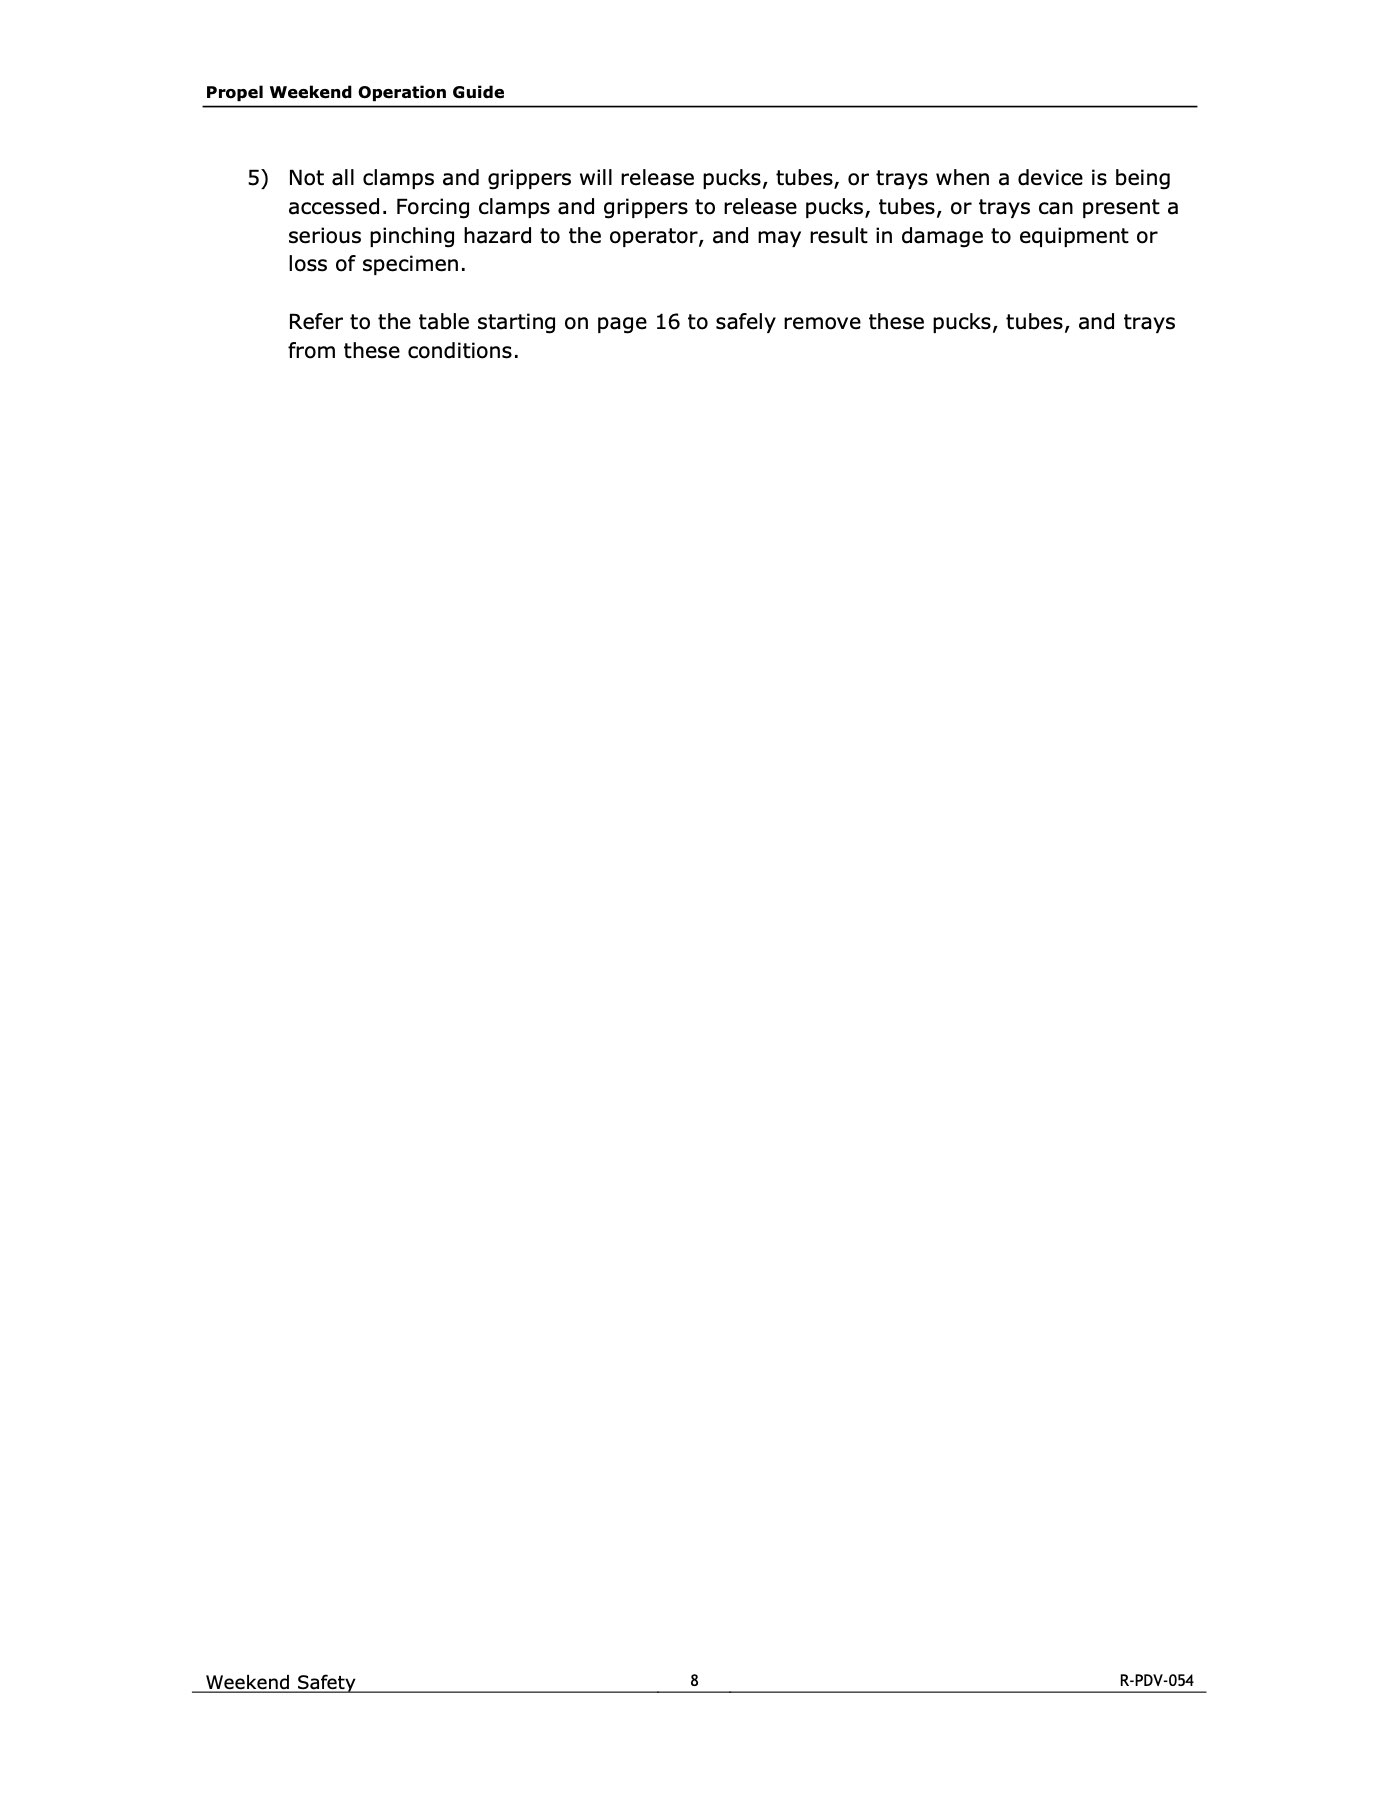 Propel Weekend Operation Guide
5) Not all clamps and grippers will release pucks, tubes, or trays when a device is being
accessed. Forcing clamps and grippers to release pucks, tubes, or trays can present a
serious pinching hazard to the operator, and may result in damage to equipment or
loss of specimen.
Refer to the table starting on page 16 to safely remove these pucks, tubes, and trays
from these conditions.
Weekend Safety 8 R-PDV-054